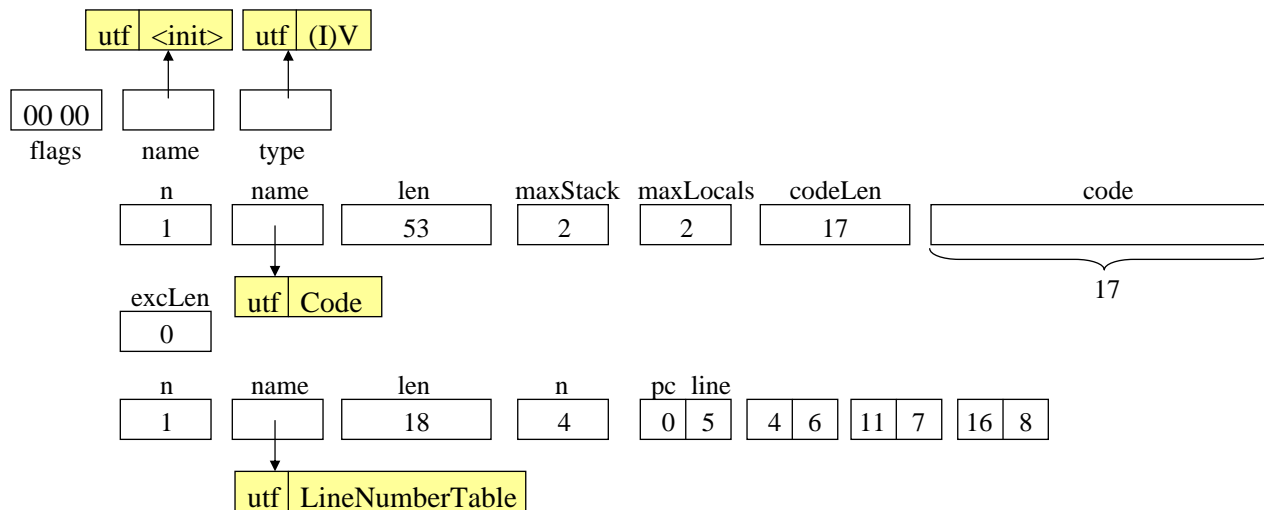 utf <init> utf (I)V
00 00
flags name type
n name len maxStack maxLocals codeLen code
1 53 2 2 17
17
utf Code
excLen
0
n name len n pc line
1 18 4 0 5 4 6 11 7 16 8
utf LineNumberTable